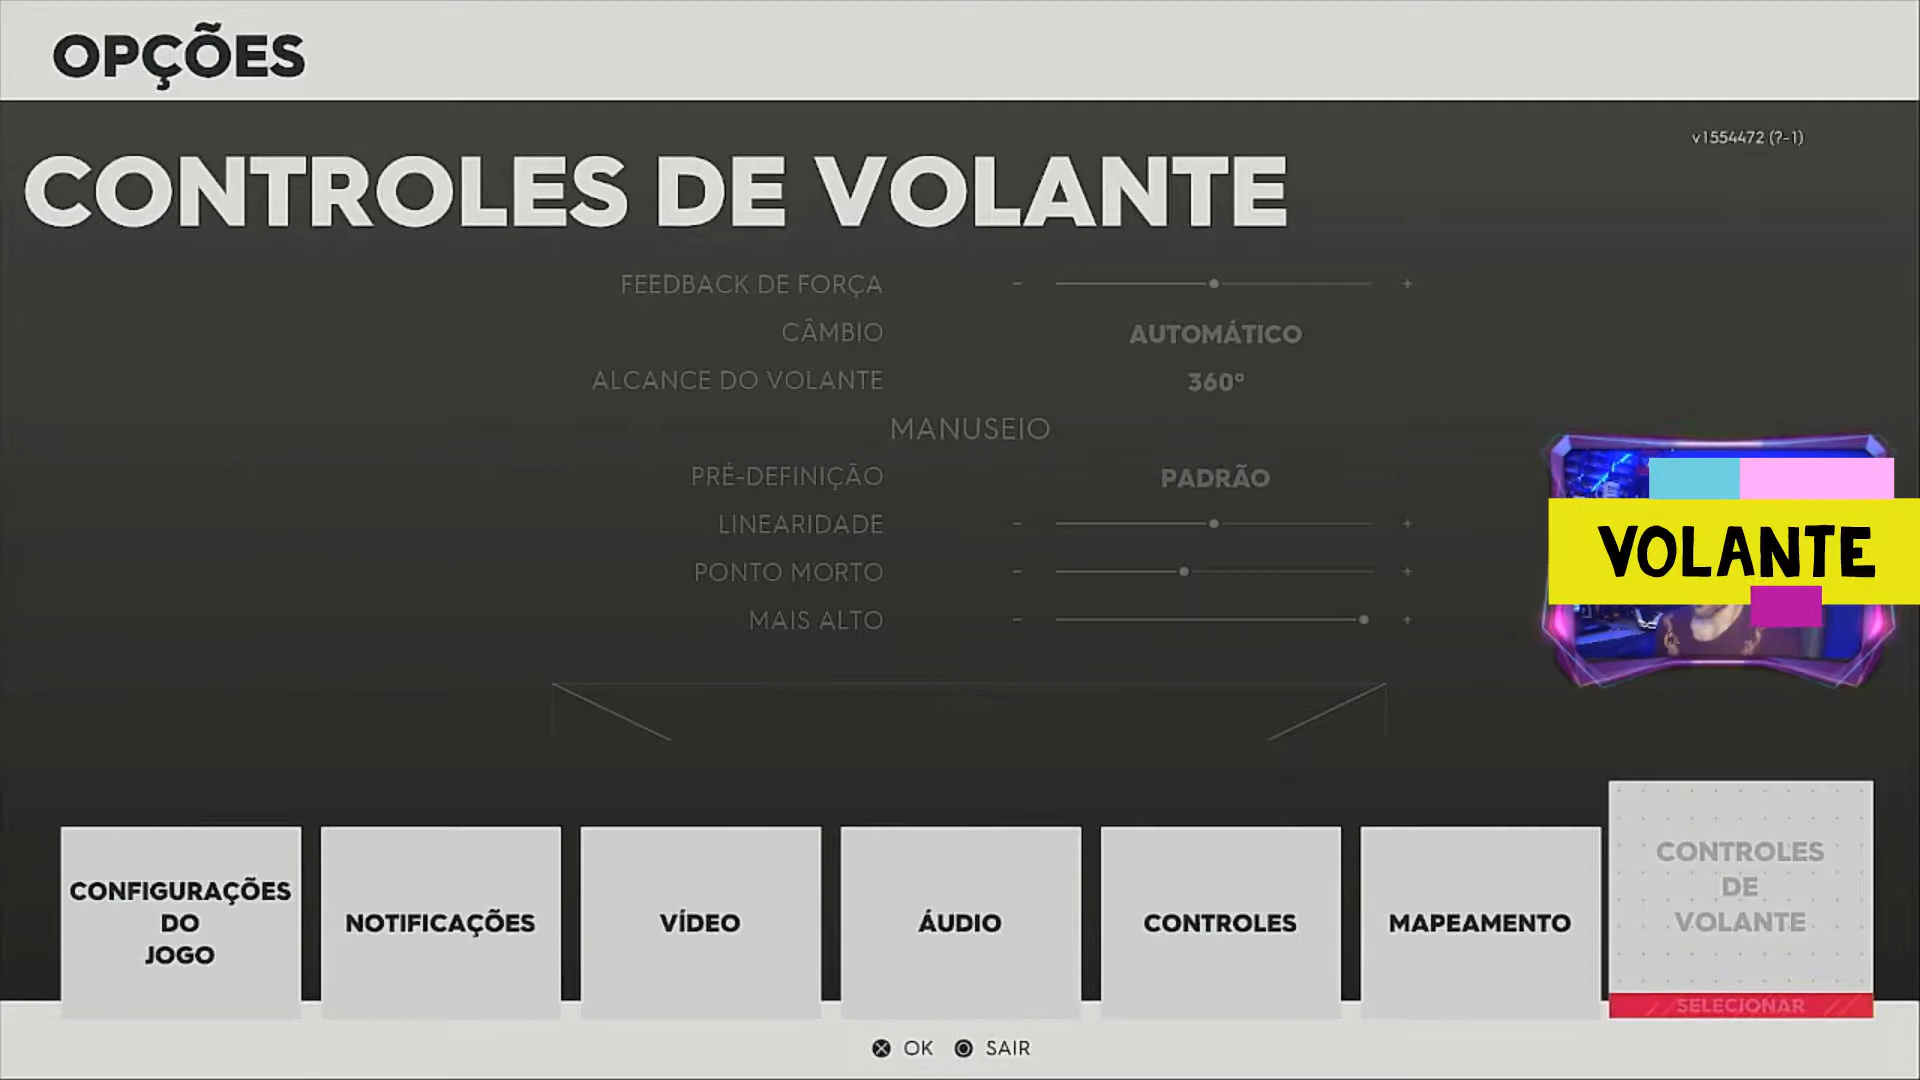 OPÇÕES
v1554472 (?-1)
CONTROLES DE VOLANTE
FEEDBACK DE FORÇA - +
CÂMBIO AUTOMÁTICO
ALCANCE DO VOLANTE 360º
MANUSEIO
PRÉ-DEFINIÇÃO PADRÃO
LINEARIDADE - +
PONTO MORTO - +
MAIS ALTO - +
VOLANTE
CONFIGURAÇÕES
DO
JOGO
NOTIFICAÇÕES
VÍDEO
ÁUDIO
CONTROLES
MAPEAMENTO
CONTROLES
DE
VOLANTE
SELECIONAR
OK SAIR